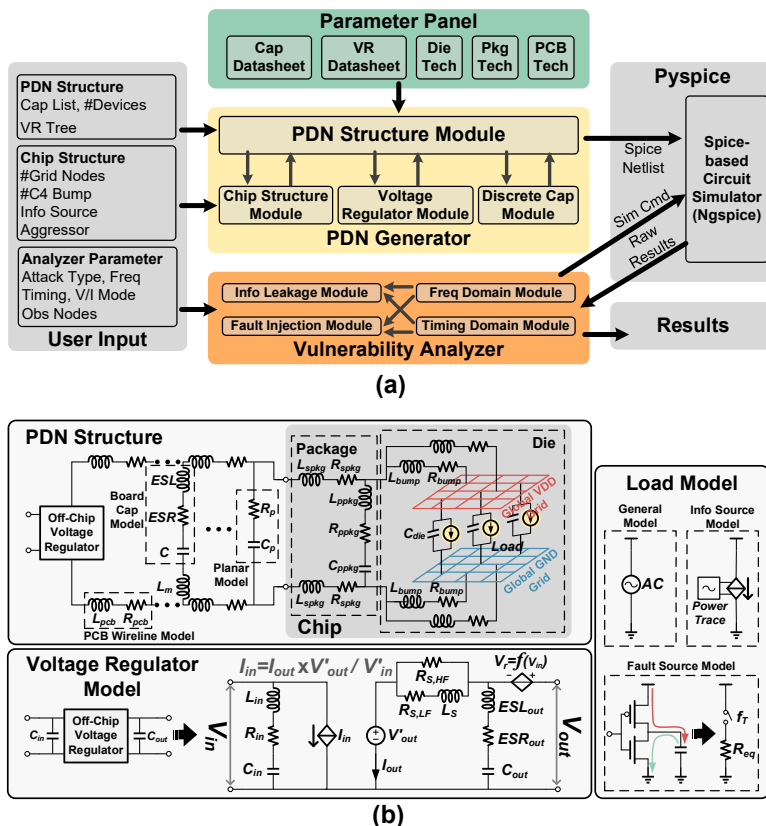 Parameter Panel
Cap
Datasheet
VR
Datasheet
Die
Tech
Pkg
Tech
PCB
Tech
PDN Structure
Cap List, #Devices
VR Tree
Chip Structure
#Grid Nodes
#C4 Bump
Info Source
Aggressor
Analyzer Parameter
Attack Type, Freq
Timing, V/I Mode
Obs Nodes
User Input
PDN Structure Module
Chip Structure
Module
Voltage
Regulator Module
Discrete Cap
Module
PDN Generator
Info Leakage Module
Freq Domain Module
Fault Injection Module
Timing Domain Module
Vulnerability Analyzer
Pyspice
Spice
Netlist
Spice-
based
Circuit
Simulator
(Ngspice)
Sim Cmd
Raw
Results
Results
(a)
PDN Structure
Off-Chip
Voltage
Regulator
Board
Cap
Model
ESL
ESR
C
L_m
L_pcb R_pcb
PCB Wireline Model
Planar
Model
R_p
C_p
Package
L_spkg R_spkg
L_ppkg
R_ppkg
C_ppkg
L_spkg R_spkg
Chip
Die
L_bump R_bump
Global VDD
Grid
C_die
Load
Global GND
Grid
L_bump R_bump
Load Model
General
Model
AC
Info Source
Model
Power
Trace
Fault Source Model
f_T
R_eq
Voltage Regulator
Model
C_in
Off-Chip
Voltage
Regulator
C_out
I_in=I_out x V'_out / V'_in
V_in
L_in
R_in
C_in
I_in
V'_out
I_out
R_S,HF
R_S,LF
L_S
V_r=f(v_in)
- +
ESL_out
ESR_out
C_out
V_out
(b)